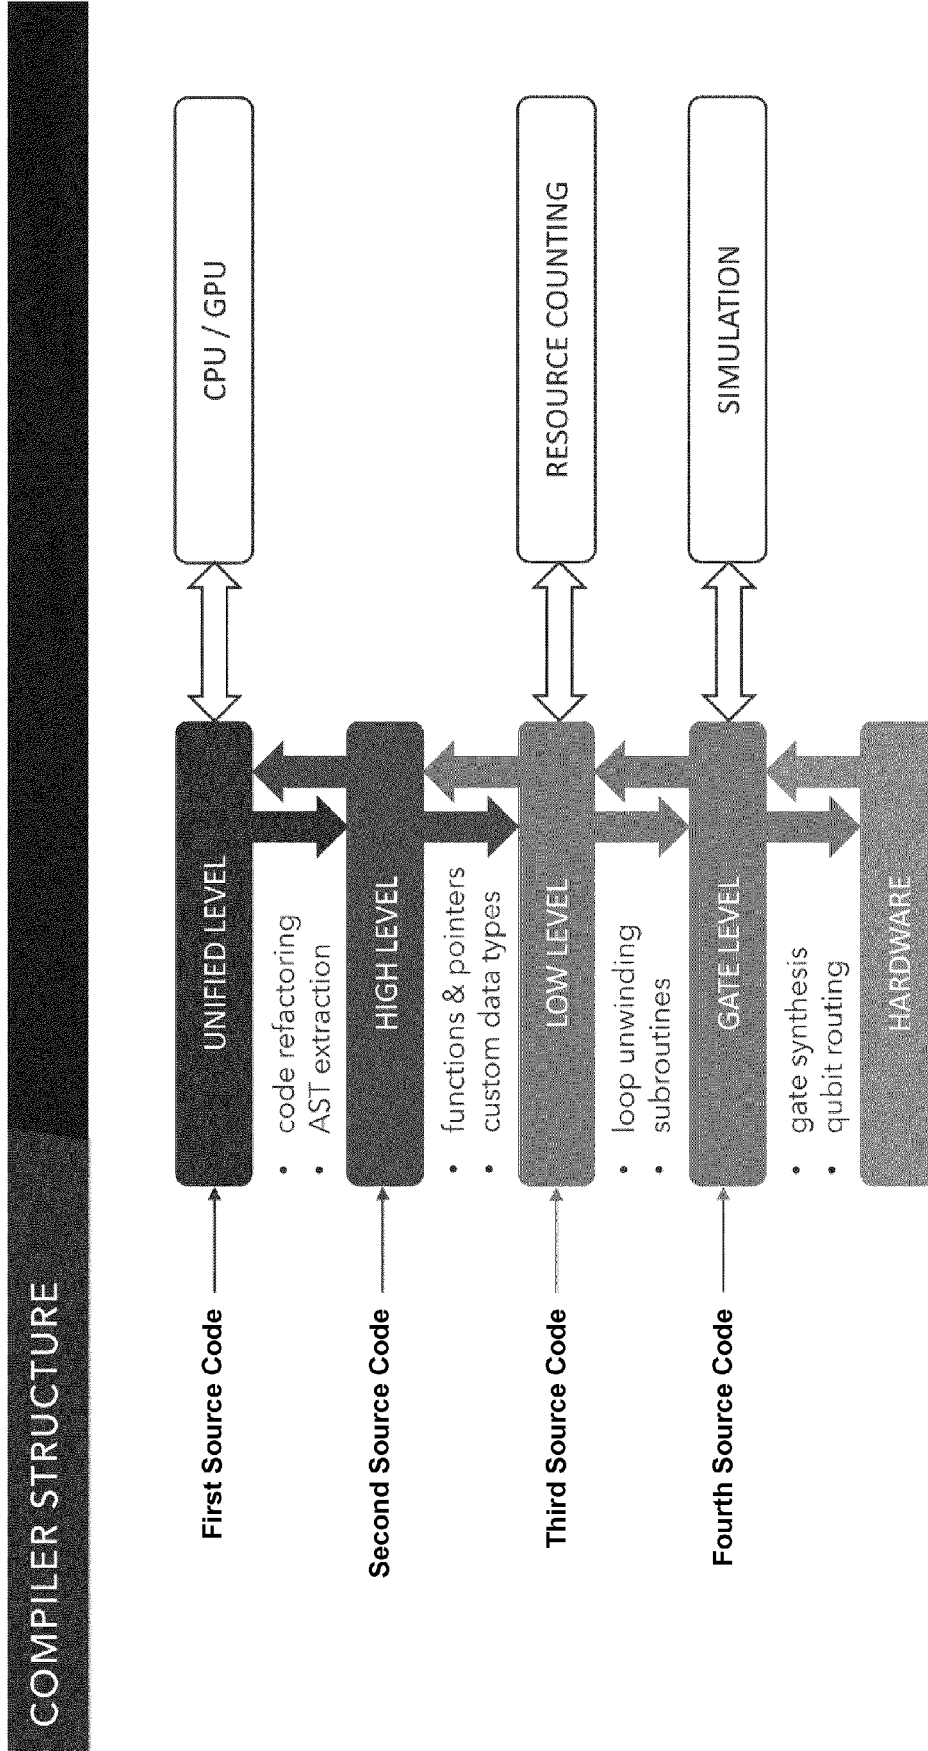 COMPILER STRUCTURE
First Source Code
UNIFIED LEVEL
CPU / GPU
• code refactoring
• AST extraction
Second Source Code
HIGH LEVEL
• functions & pointers
• custom data types
Third Source Code
LOW LEVEL
RESOURCE COUNTING
• loop unwinding
• subroutines
Fourth Source Code
GATE LEVEL
SIMULATION
• gate synthesis
• qubit routing
HARDWARE